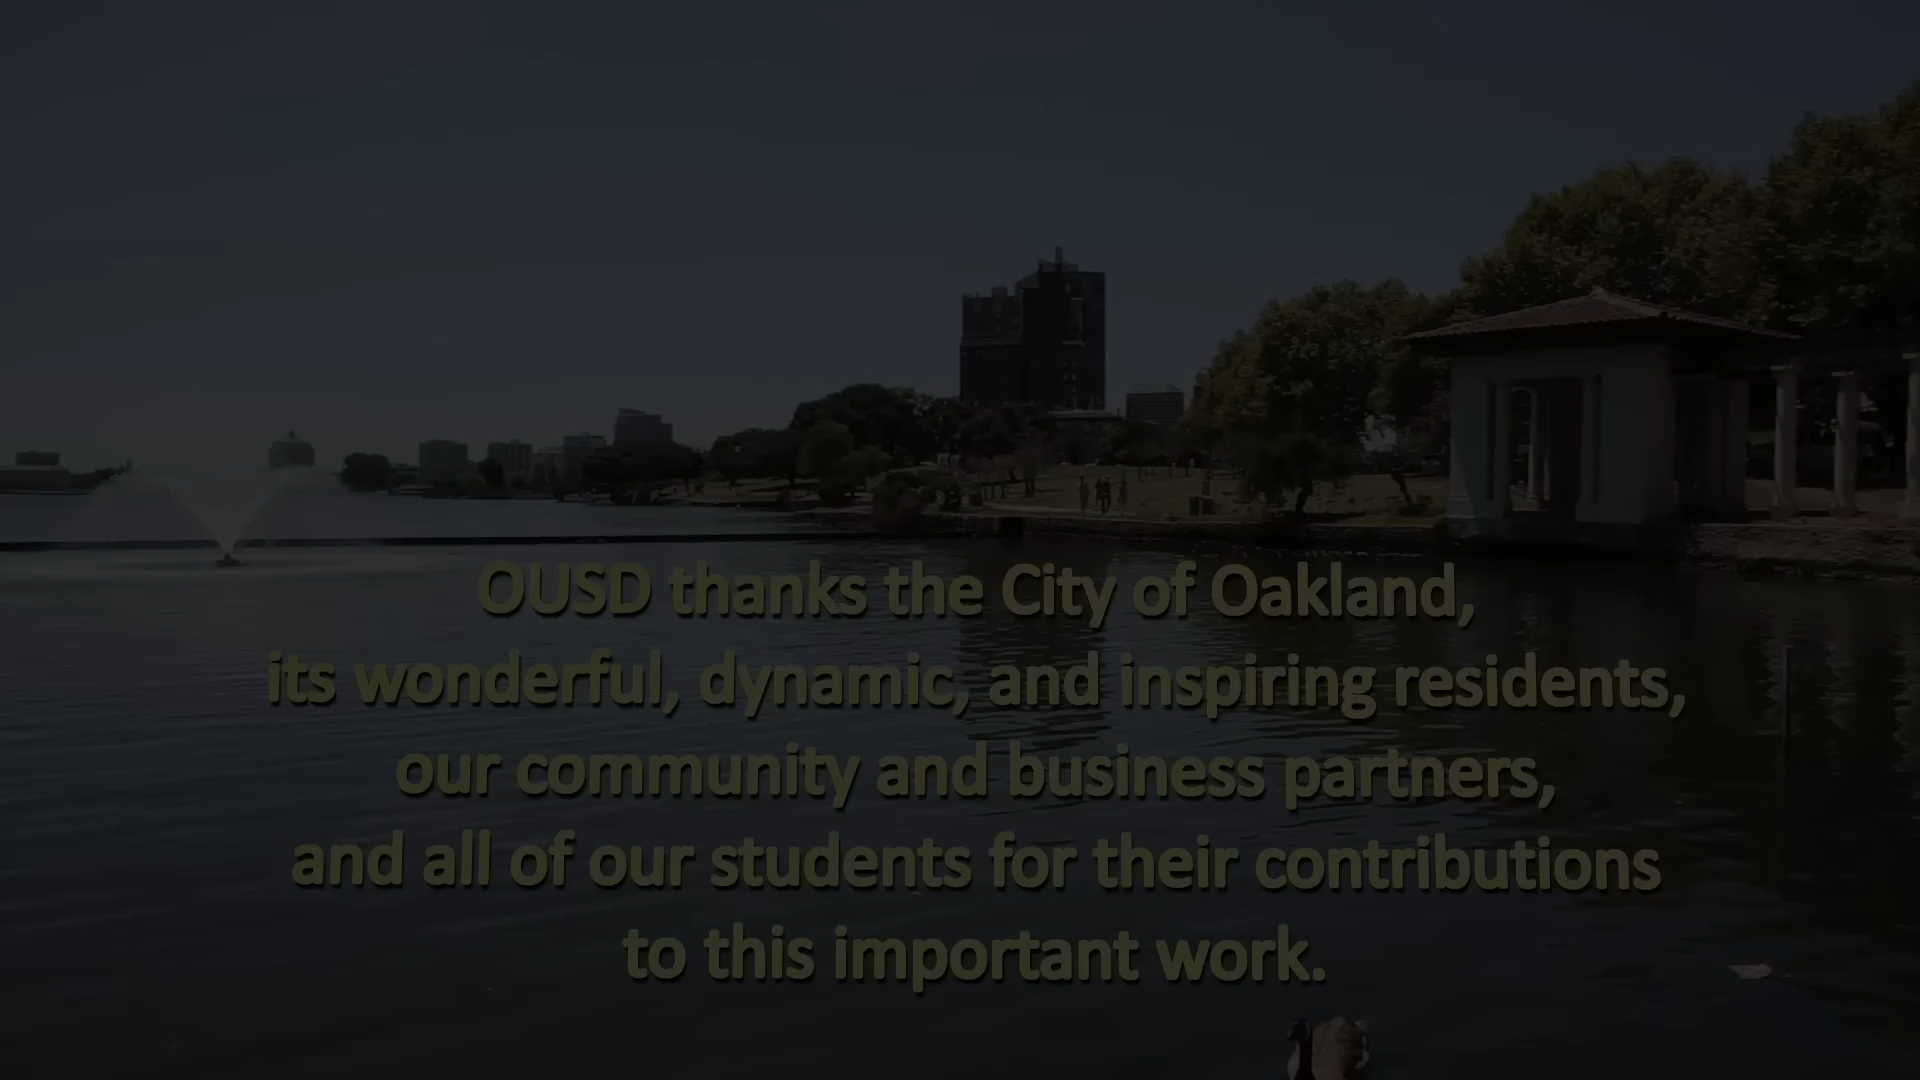 OUSD thanks the City of Oakland,
its wonderful, dynamic, and inspiring residents,
our community and business partners,
and all of our students for their contributions
to this important work.